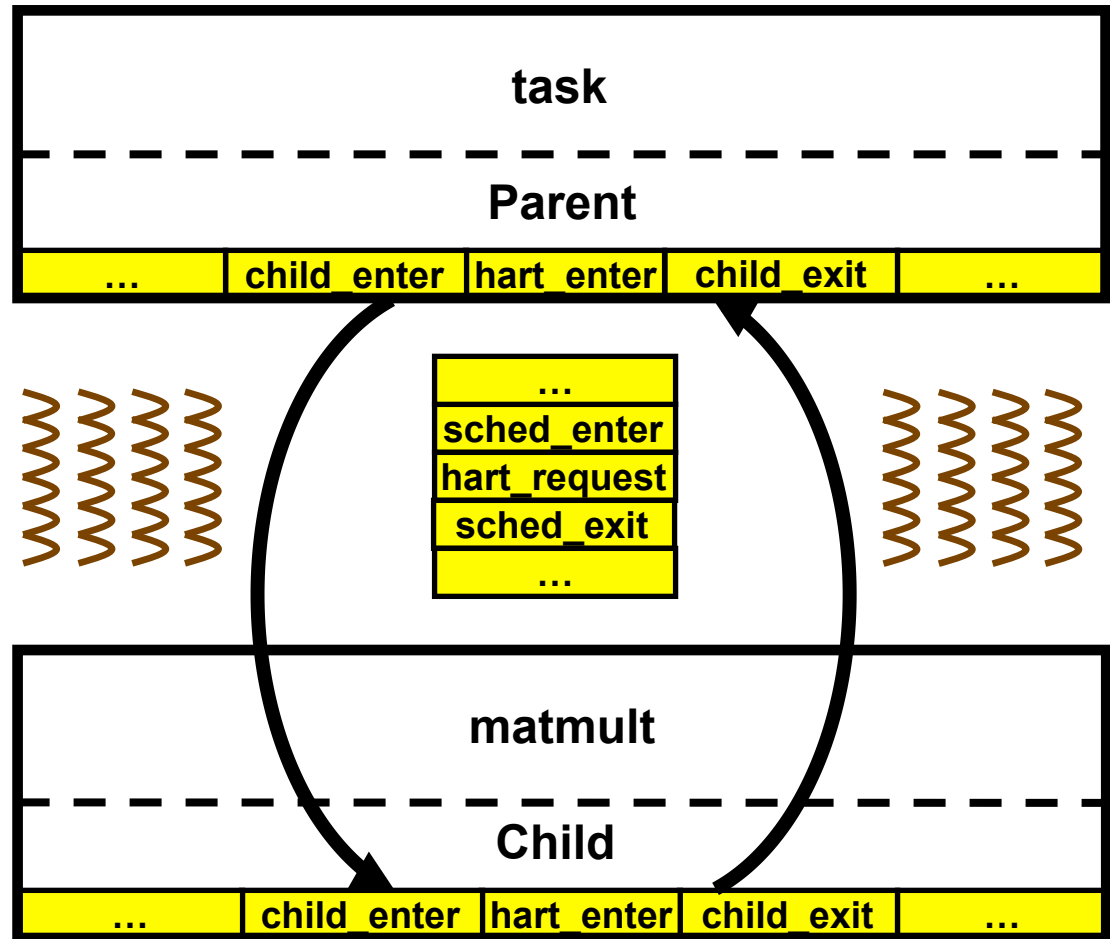 task
Parent
... child_enter hart_enter child_exit ...
...
sched_enter
hart_request
sched_exit
...
matmult
Child
... child_enter hart_enter child_exit ...